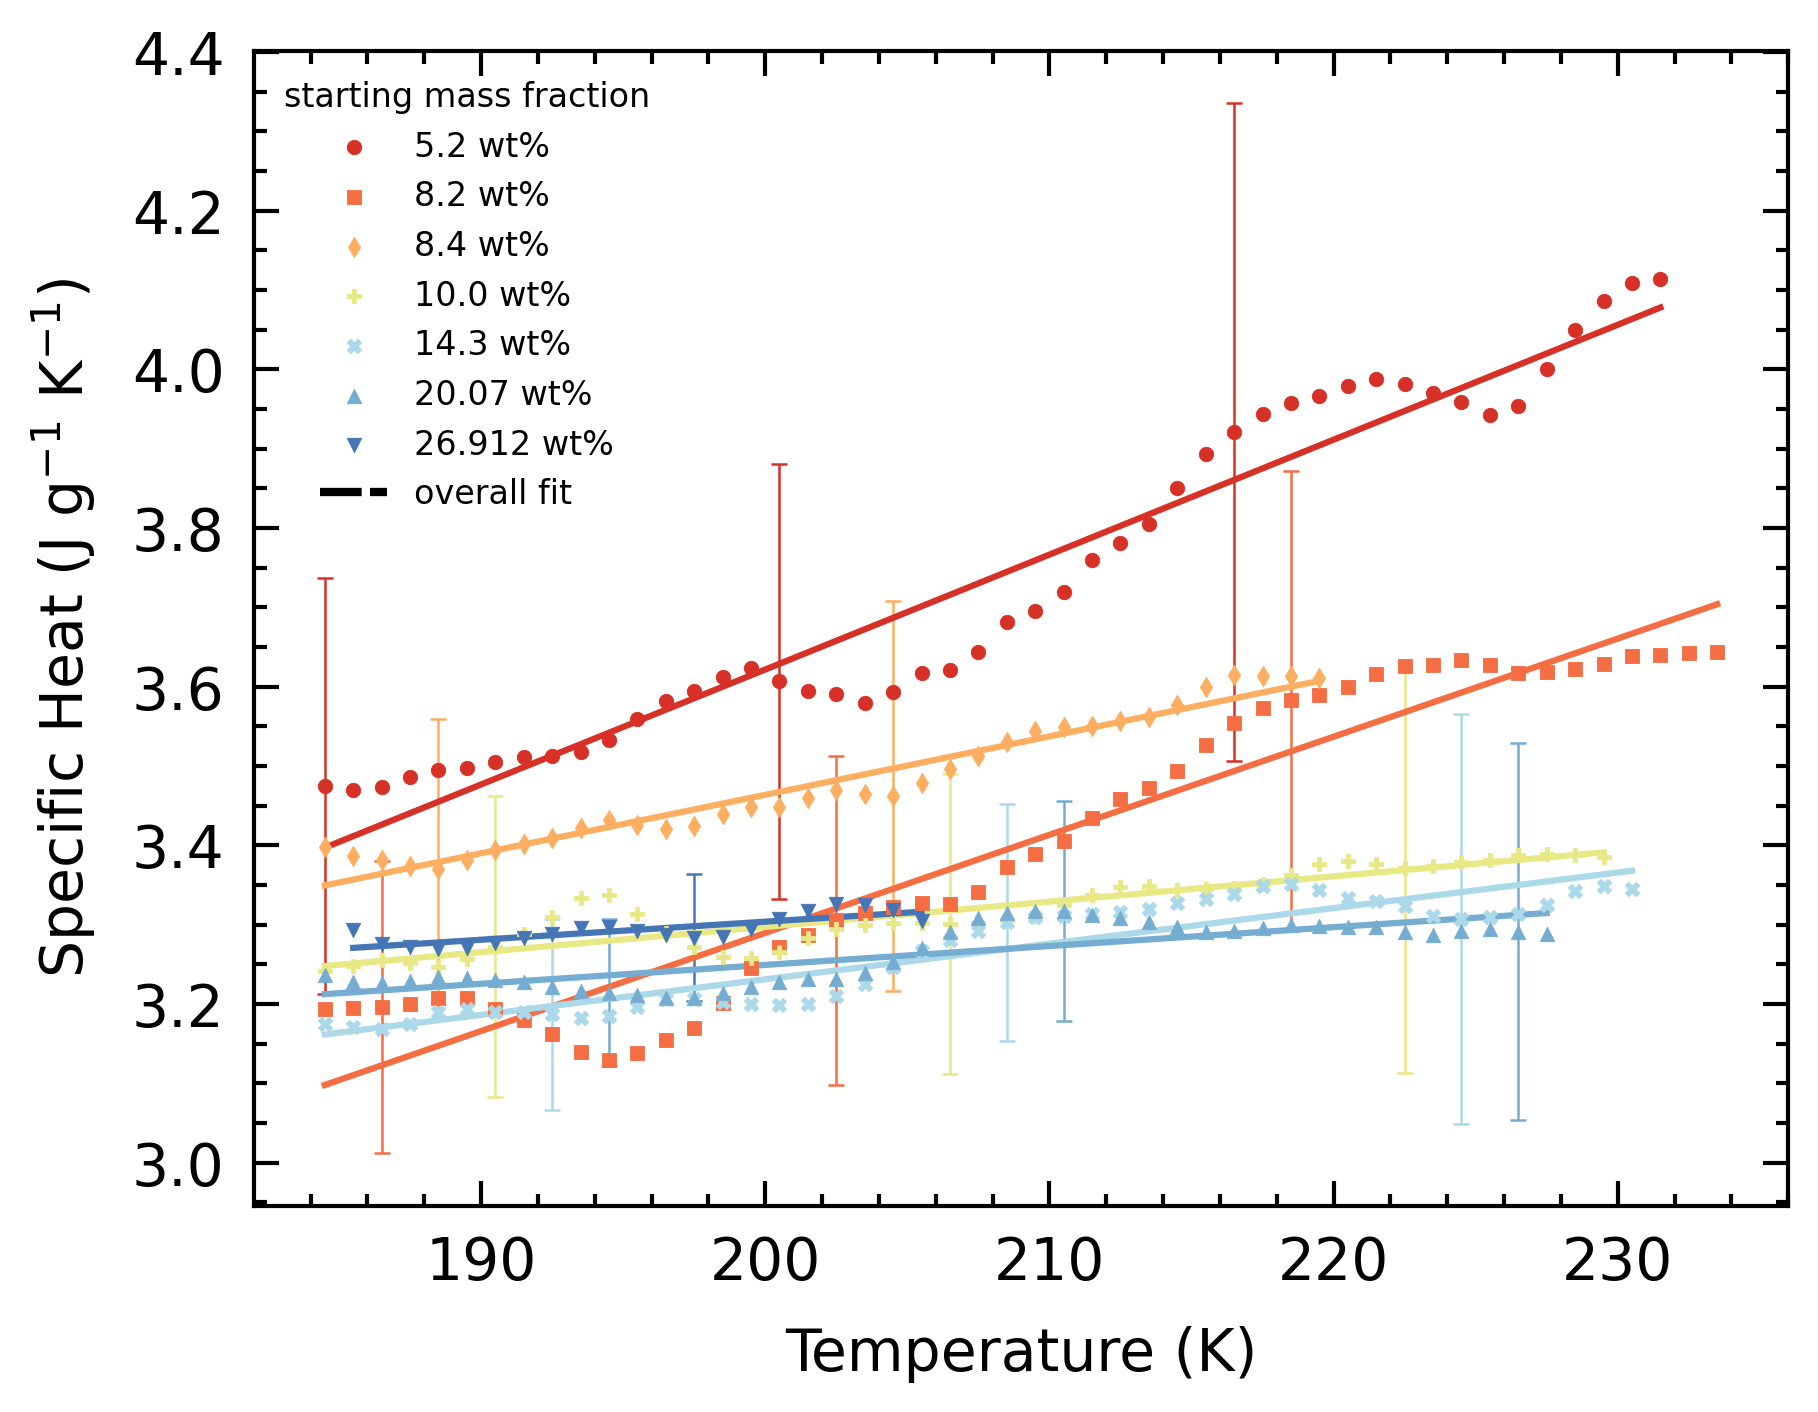 4.4
4.2
4.0
3.8
3.6
3.4
3.2
3.0
Specific Heat (J g⁻¹ K⁻¹)
starting mass fraction
5.2 wt%
8.2 wt%
8.4 wt%
10.0 wt%
14.3 wt%
20.07 wt%
26.912 wt%
overall fit
190 200 210 220 230
Temperature (K)